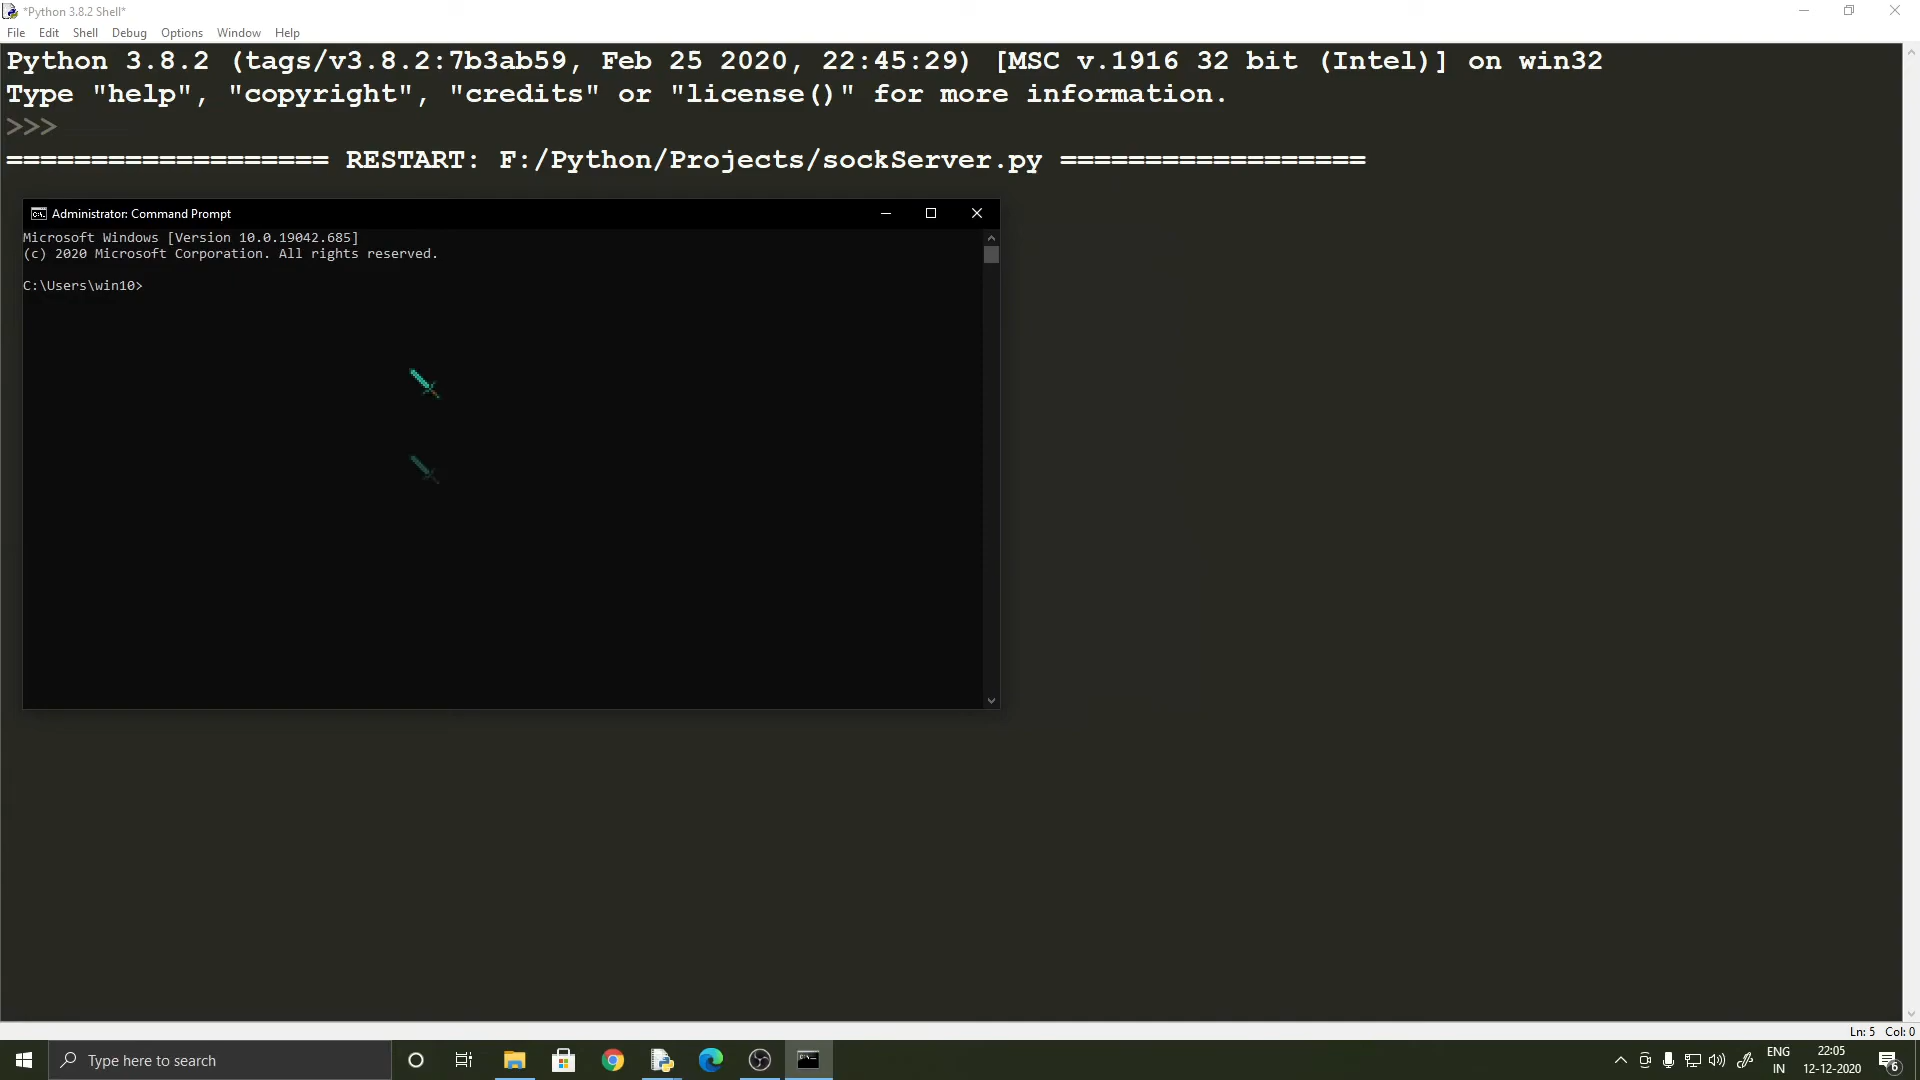 *Python 3.8.2 Shell*
File Edit Shell Debug Options Window Help
Python 3.8.2 (tags/v3.8.2:7b3ab59, Feb 25 2020, 22:45:29) [MSC v.1916 32 bit (Intel)] on win32
Type "help", "copyright", "credits" or "license()" for more information.
>>>
=================== RESTART: F:/Python/Projects/sockServer.py ==================
Administrator: Command Prompt
Microsoft Windows [Version 10.0.19042.685]
(c) 2020 Microsoft Corporation. All rights reserved.
C:\Users\win10>
Ln: 5 Col: 0
Type here to search
ENG
IN
22:05
12-12-2020
6